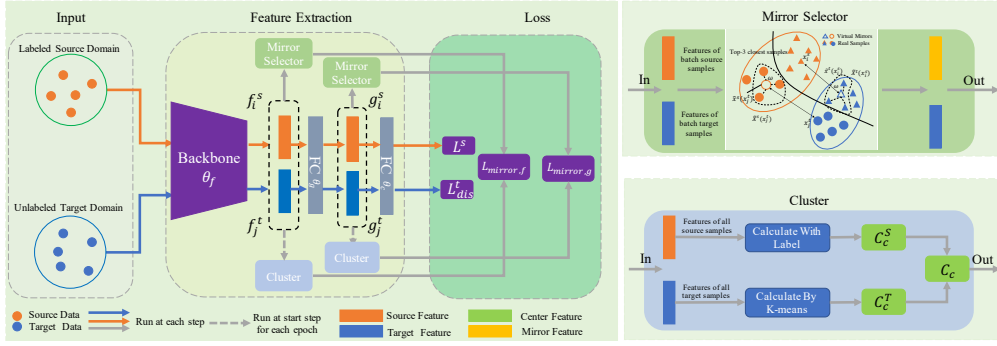 Input
Feature Extraction
Loss
Labeled Source Domain
Unlabeled Target Domain
Backbone
θ_f
Mirror
Selector
Mirror
Selector
f_i^s
g_i^s
FC θ_g
FC θ_c
f_j^t
g_j^t
Cluster
Cluster
L^s
L_dis^t
L_mirror,f
L_mirror,g
Source Data
Target Data
Run at each step
Run at start step
for each epoch
Source Feature
Target Feature
Center Feature
Mirror Feature
Mirror Selector
In
Features of
batch source
samples
Features of
batch target
samples
Top-3 closest samples
Virtual Mirrors
Real Samples
ω
ω
Out
Cluster
In
Features of all
source samples
Calculate With
Label
C_c^S
Features of all
target samples
Calculate By
K-means
C_c^T
C_c
Out